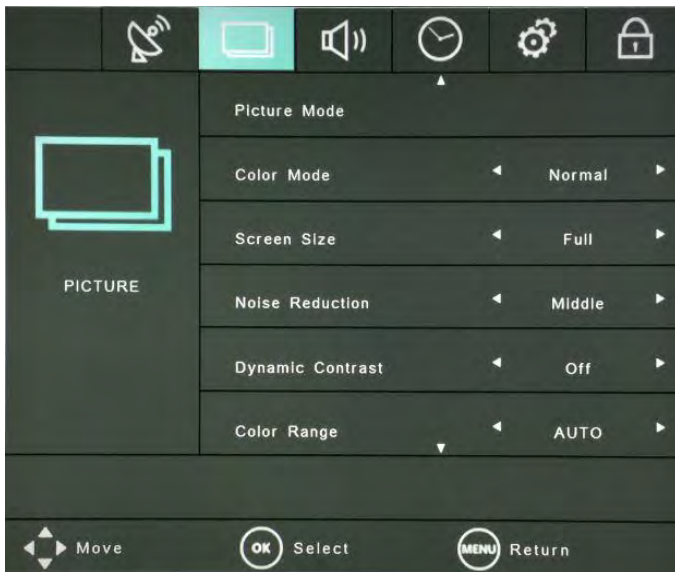 Picture Mode
Color Mode Normal
Screen Size Full
PICTURE
Noise Reduction Middle
Dynamic Contrast Off
Color Range AUTO
Move OK Select MENU Return